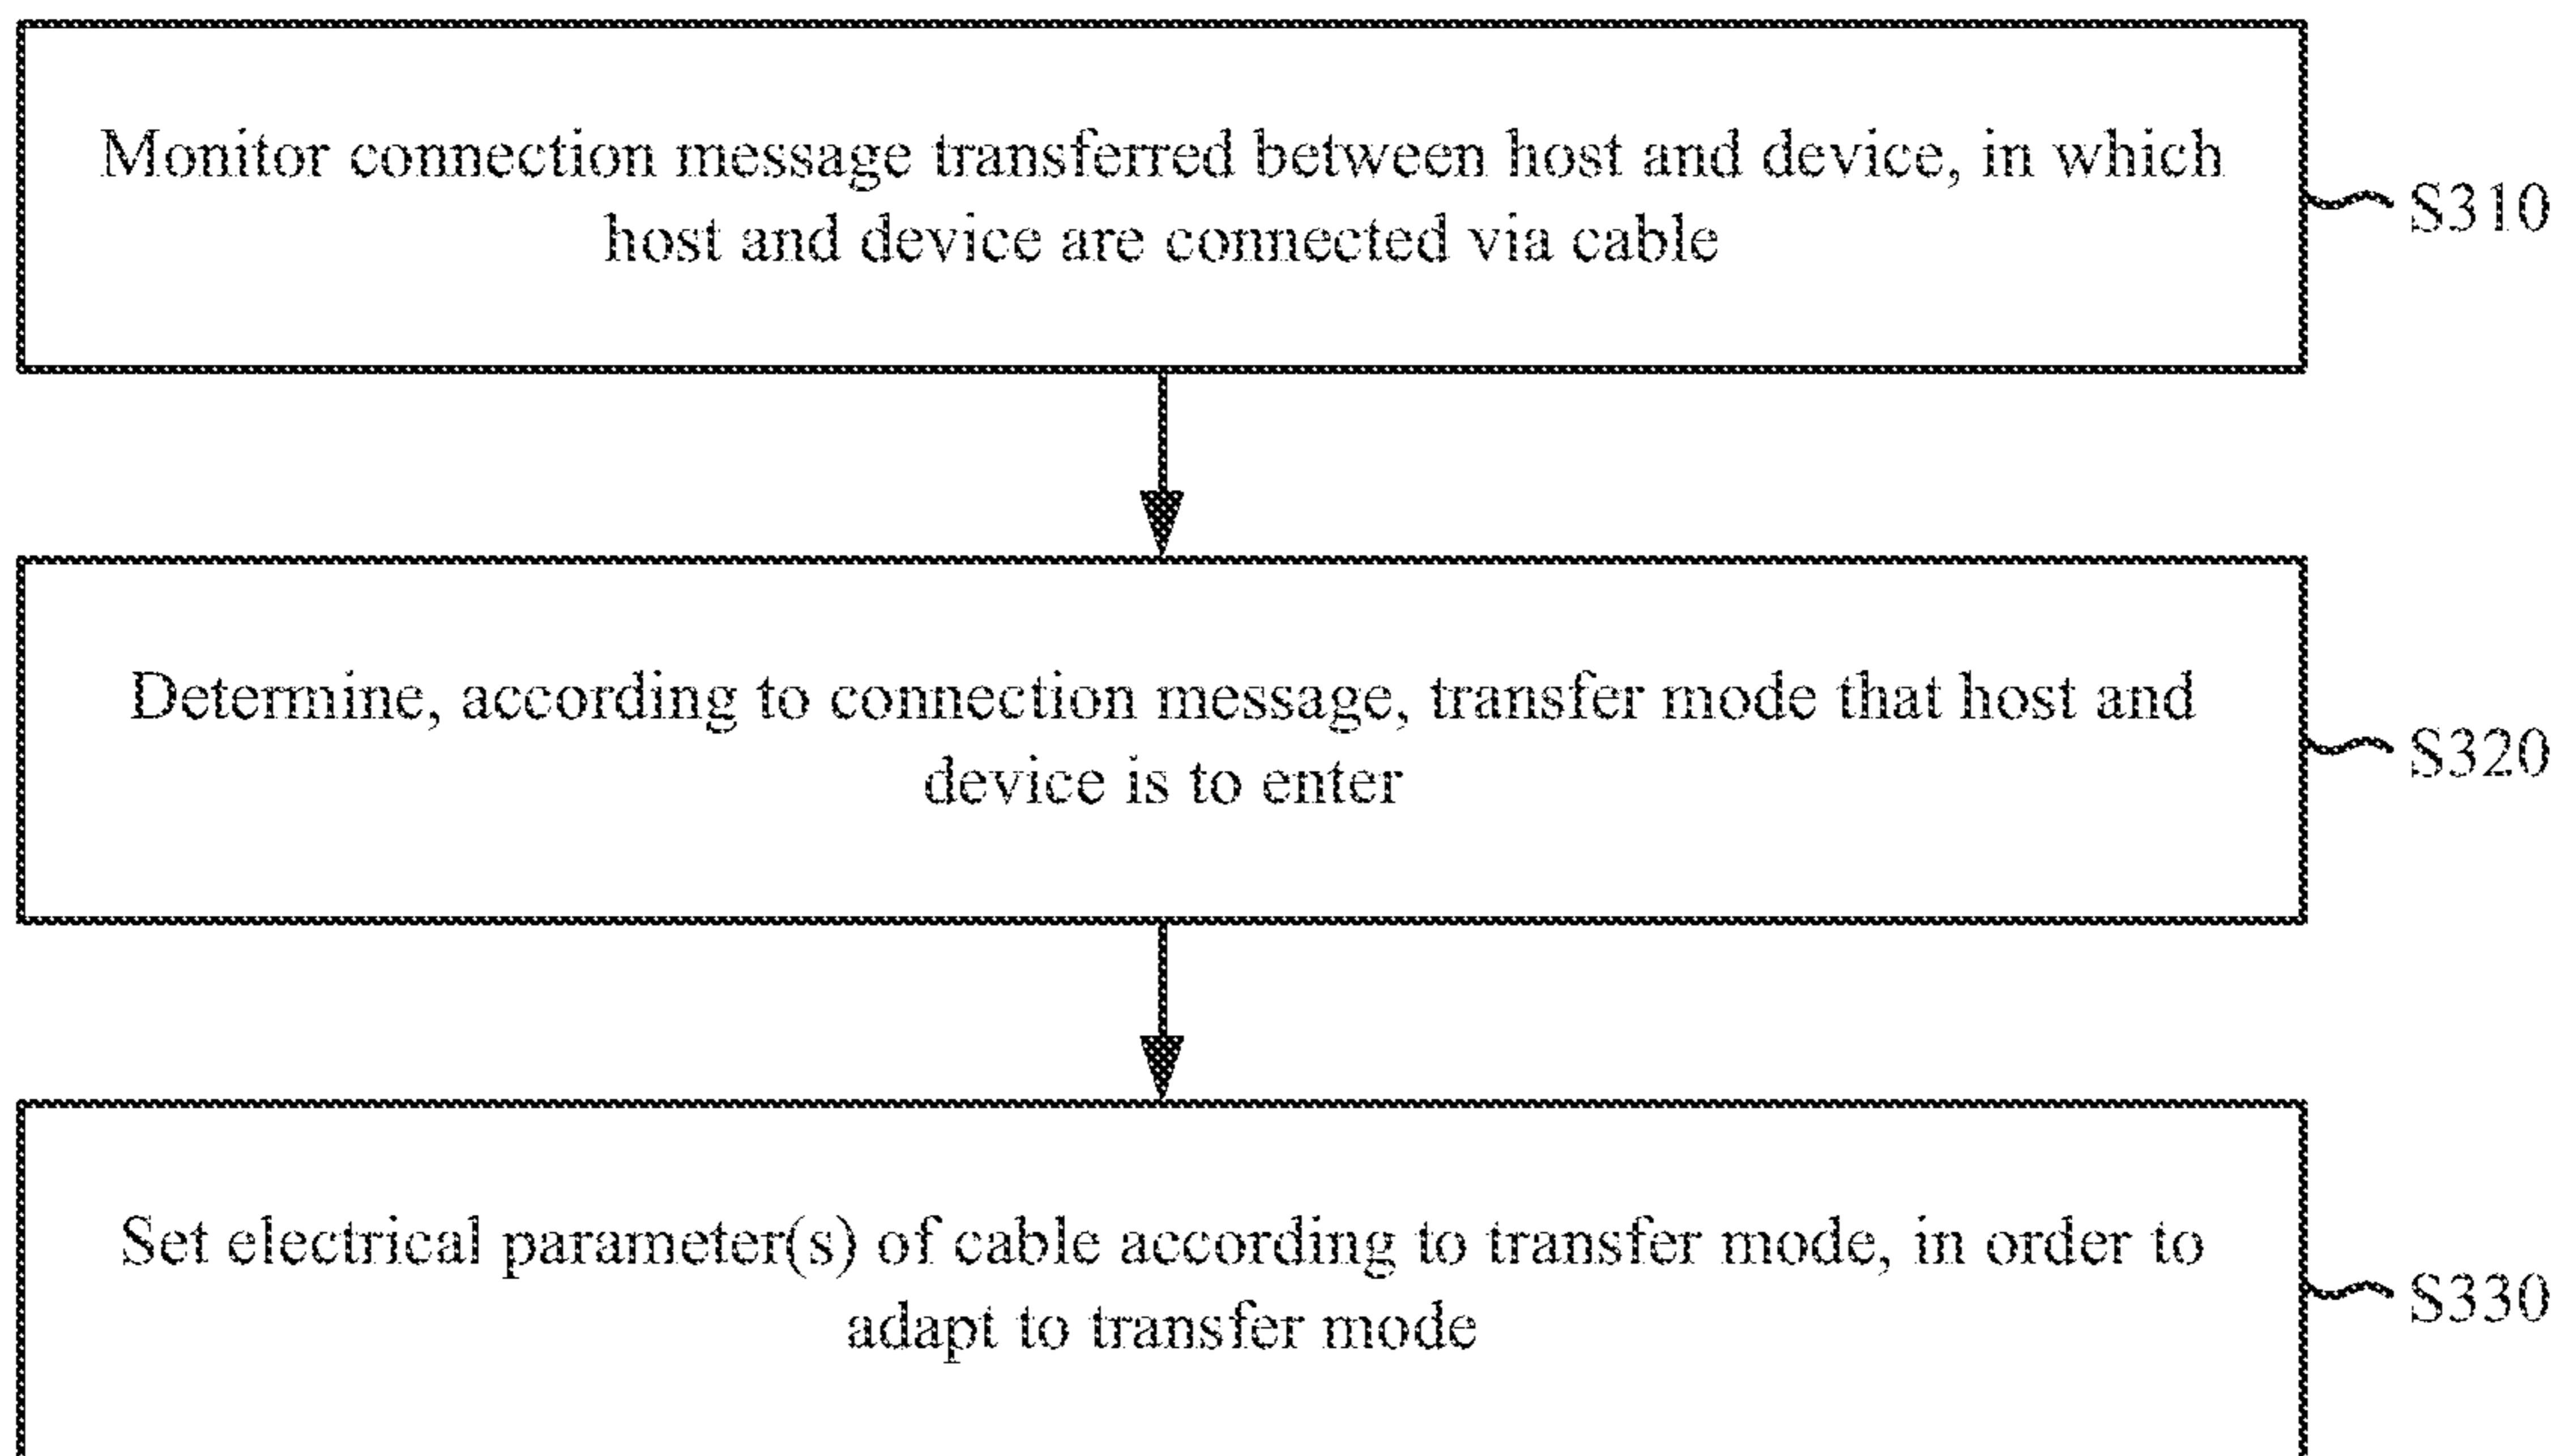 Monitor connection message transferred between host and device, in which
host and device are connected via cable
S310
Determine, according to connection message, transfer mode that host and
device is to enter
S320
Set electrical parameter(s) of cable according to transfer mode, in order to
adapt to transfer mode
S330